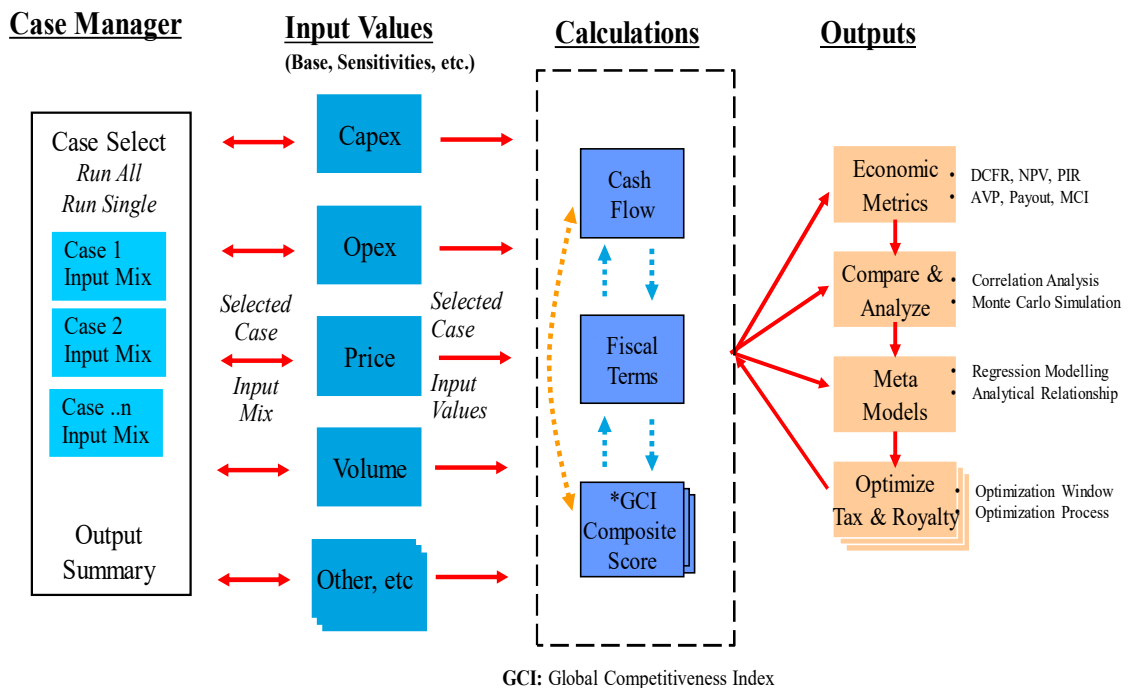 Case Manager
Input Values
(Base, Sensitivities, etc.)
Calculations
Outputs
Case Select
Run All
Run Single
Case 1
Input Mix
Case 2
Input Mix
Case ..n
Input Mix
Output
Summary
Selected
Case
Input
Mix
Capex
Opex
Price
Volume
Other, etc
Selected
Case
Input
Values
Cash
Flow
Fiscal
Terms
*GCI
Composite
Score
Economic
Metrics
• DCFR, NPV, PIR
• AVP, Payout, MCI
Compare &
Analyze
• Correlation Analysis
• Monte Carlo Simulation
Meta
Models
• Regression Modelling
• Analytical Relationship
Optimize
Tax & Royalty
• Optimization Window
• Optimization Process
GCI: Global Competitiveness Index